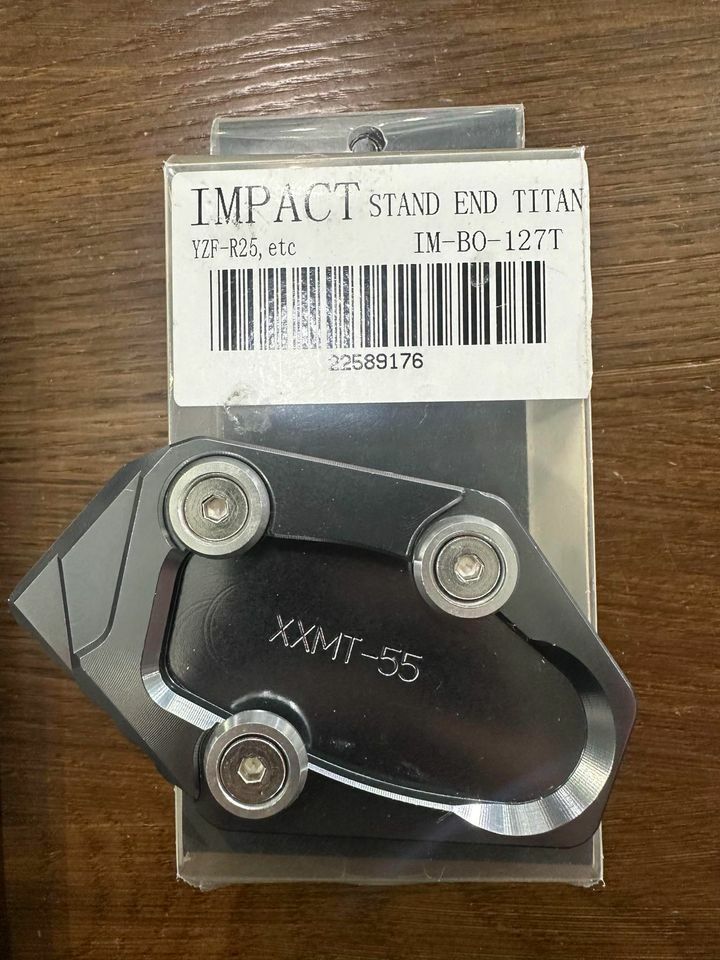 IMPACT STAND END TITAN
YZF-R25,etc IM-BO-127T
22589176
XXMT-55